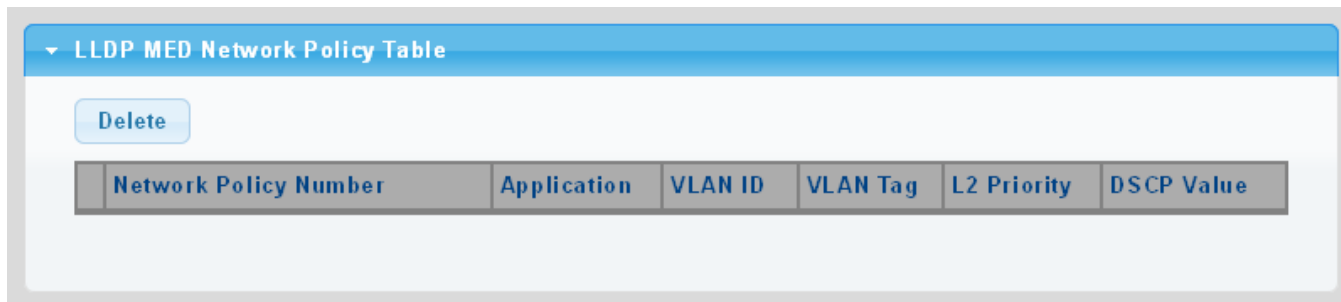 LLDP MED Network Policy Table
Delete
Network Policy Number Application VLAN ID VLAN Tag L2 Priority DSCP Value